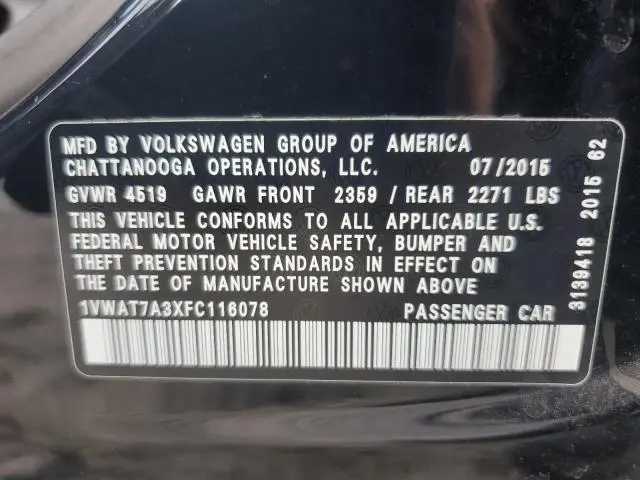 MFD BY VOLKSWAGEN GROUP OF AMERICA
CHATTANOOGA OPERATIONS, LLC. 07/2015
GVWR 4519 GAWR FRONT 2359 / REAR 2271 LBS
THIS VEHICLE CONFORMS TO ALL APPLICABLE U.S.
FEDERAL MOTOR VEHICLE SAFETY, BUMPER AND
THEFT PREVENTION STANDARDS IN EFFECT ON
THE DATE OF MANUFACTURE SHOWN ABOVE
1VWAT7A3XFC116078 PASSENGER CAR
3139418 2015 62